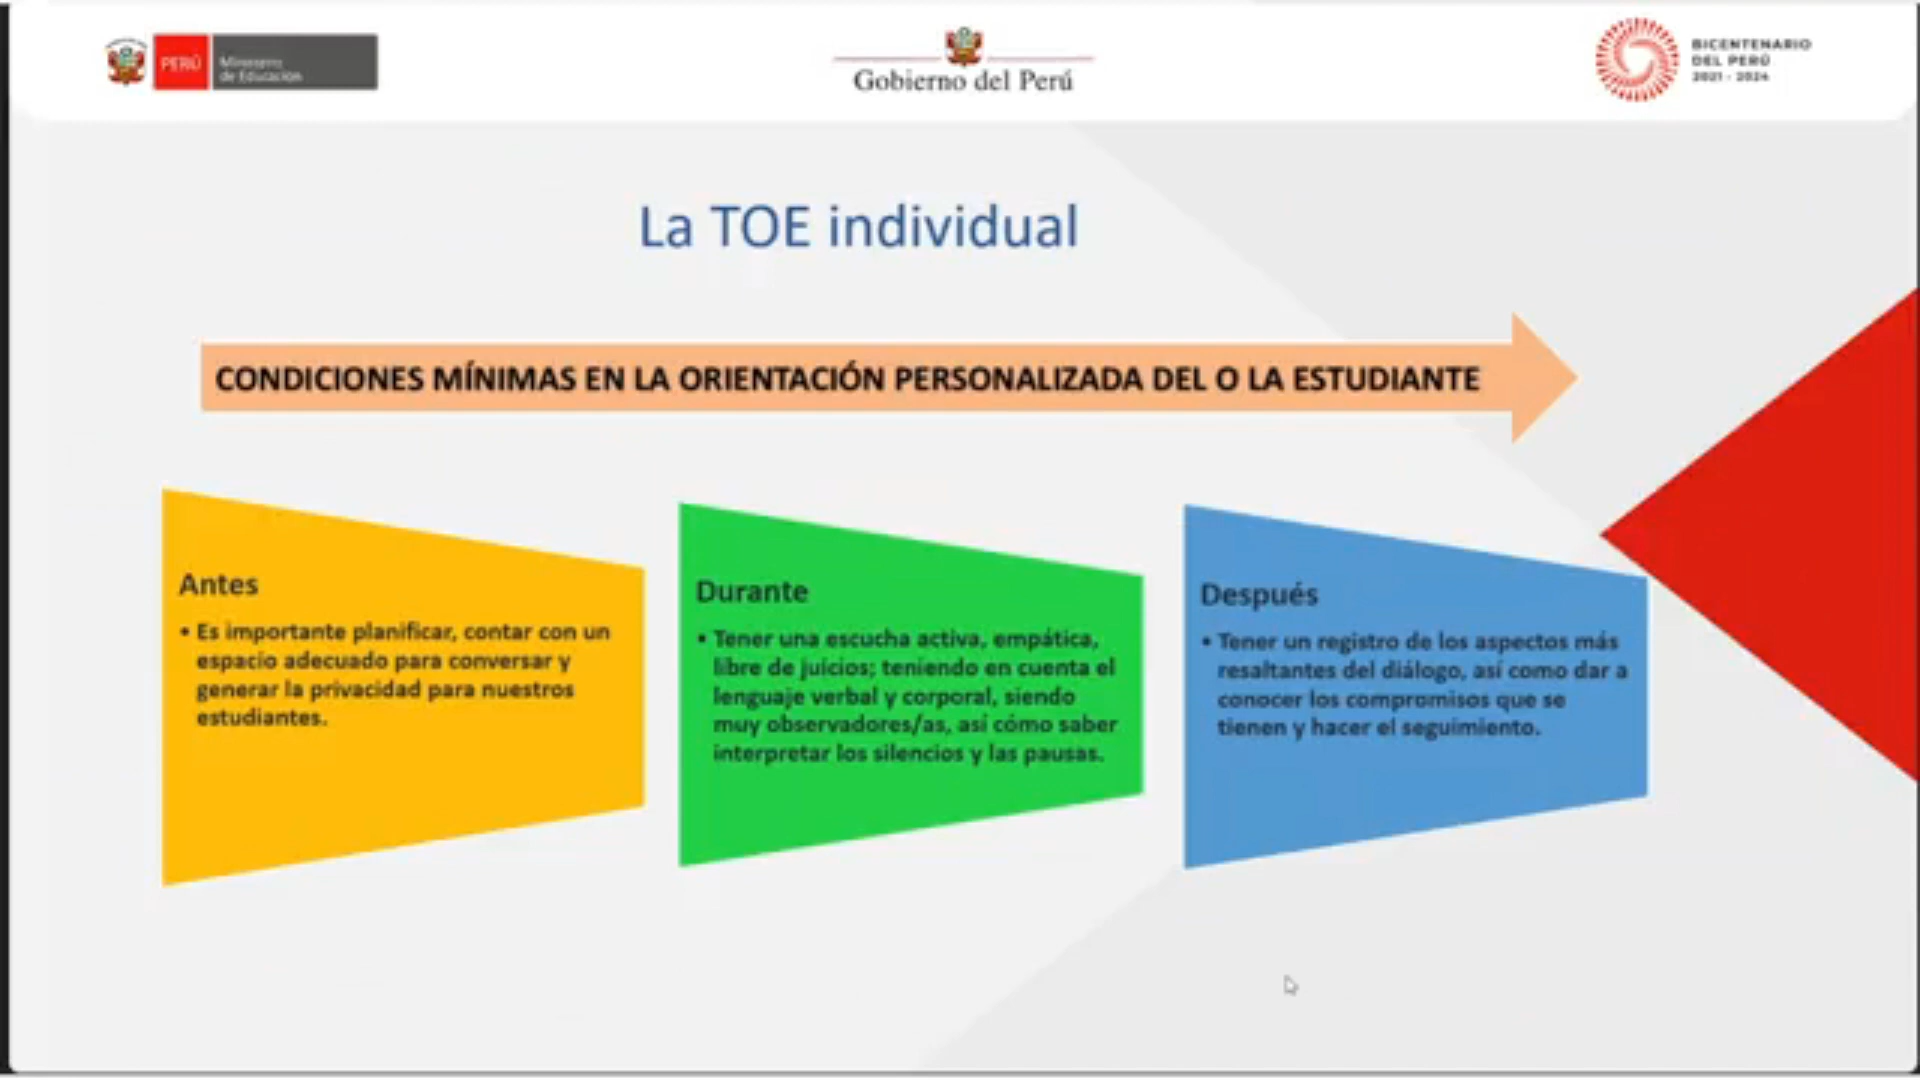 PERÚ
Ministerio
de Educación
Gobierno del Perú
BICENTENARIO
DEL PERÚ
2021 - 2024
La TOE individual
CONDICIONES MÍNIMAS EN LA ORIENTACIÓN PERSONALIZADA DEL O LA ESTUDIANTE
Antes
• Es importante planificar, contar con un
espacio adecuado para conversar y
generar la privacidad para nuestros
estudiantes.
Durante
• Tener una escucha activa, empática,
libre de juicios; teniendo en cuenta el
lenguaje verbal y corporal, siendo
muy observadores/as, así cómo saber
interpretar los silencios y las pausas.
Después
• Tener un registro de los aspectos más
resaltantes del diálogo, así como dar a
conocer los compromisos que se
tienen y hacer el seguimiento.